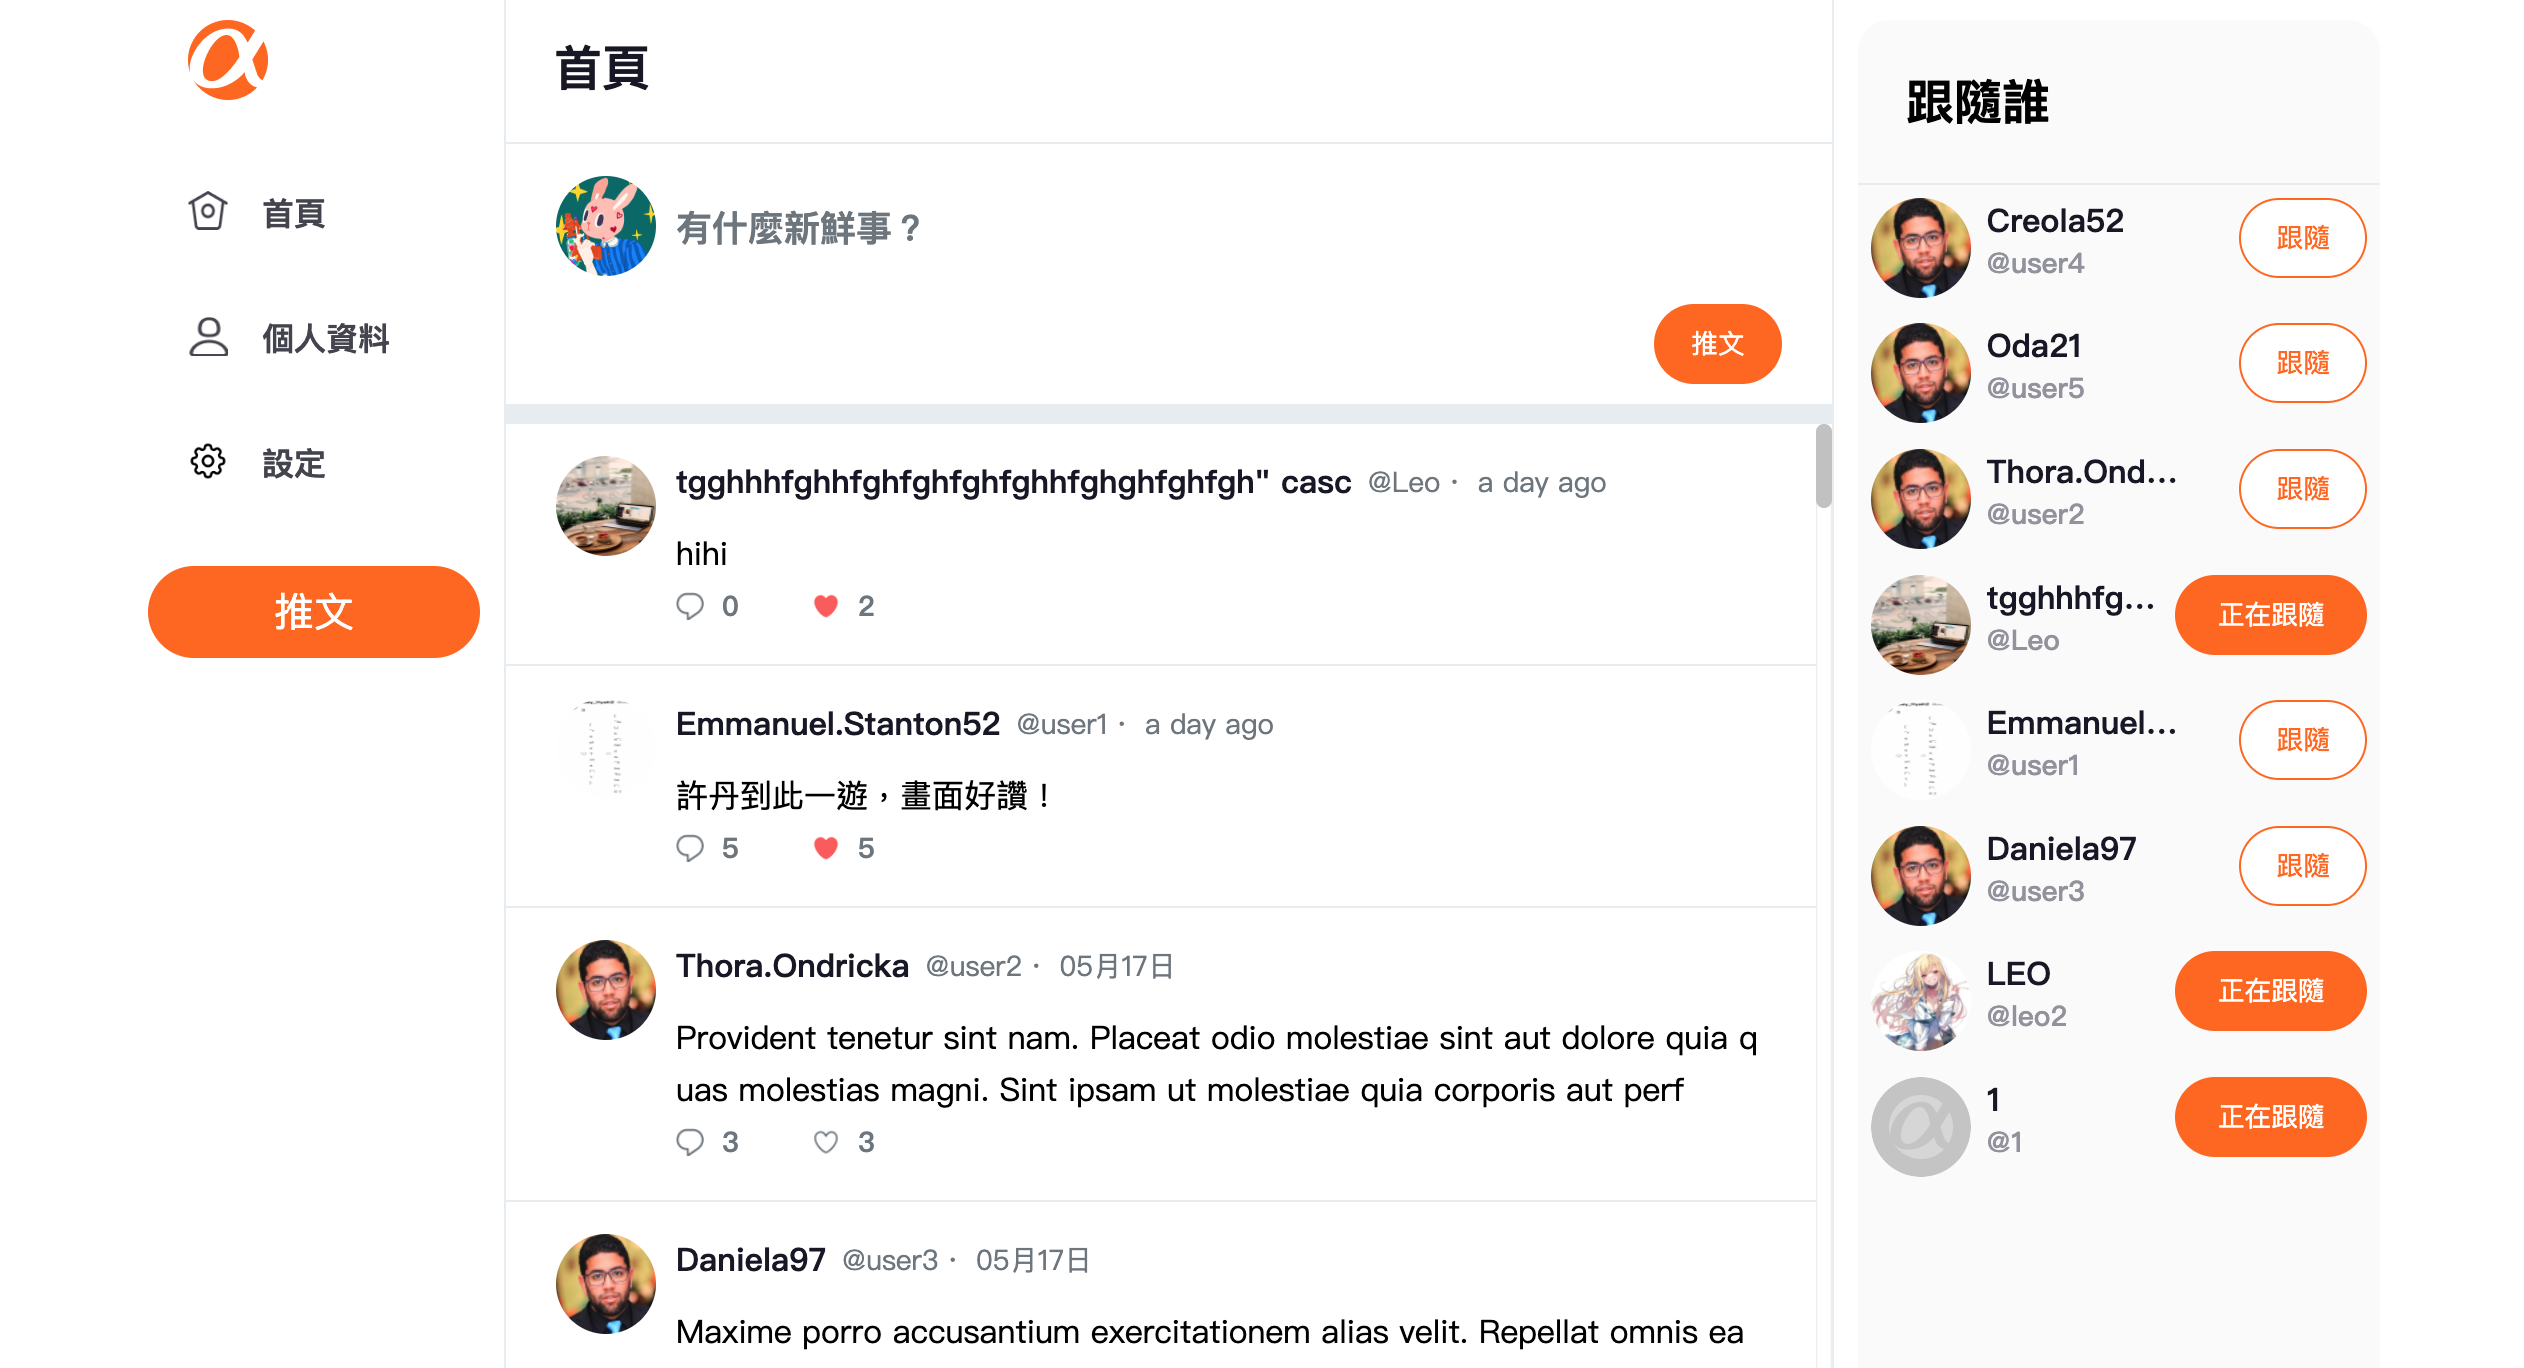 首頁
個人資料
設定
推文
首頁
有什麼新鮮事？
推文
tgghhhfghhfghfghfghfghhfghghfghfgh" casc @Leo · a day ago
hihi
0 2
Emmanuel.Stanton52 @user1 · a day ago
許丹到此一遊，畫面好讚！
5 5
Thora.Ondricka @user2 · 05月17日
Provident tenetur sint nam. Placeat odio molestiae sint aut dolore quia q
uas molestias magni. Sint ipsam ut molestiae quia corporis aut perf
3 3
Daniela97 @user3 · 05月17日
Maxime porro accusantium exercitationem alias velit. Repellat omnis ea
跟隨誰
Creola52
@user4
跟隨
Oda21
@user5
跟隨
Thora.Ond...
@user2
跟隨
tgghhhfg...
@Leo
正在跟隨
Emmanuel...
@user1
跟隨
Daniela97
@user3
跟隨
LEO
@leo2
正在跟隨
1
@1
正在跟隨